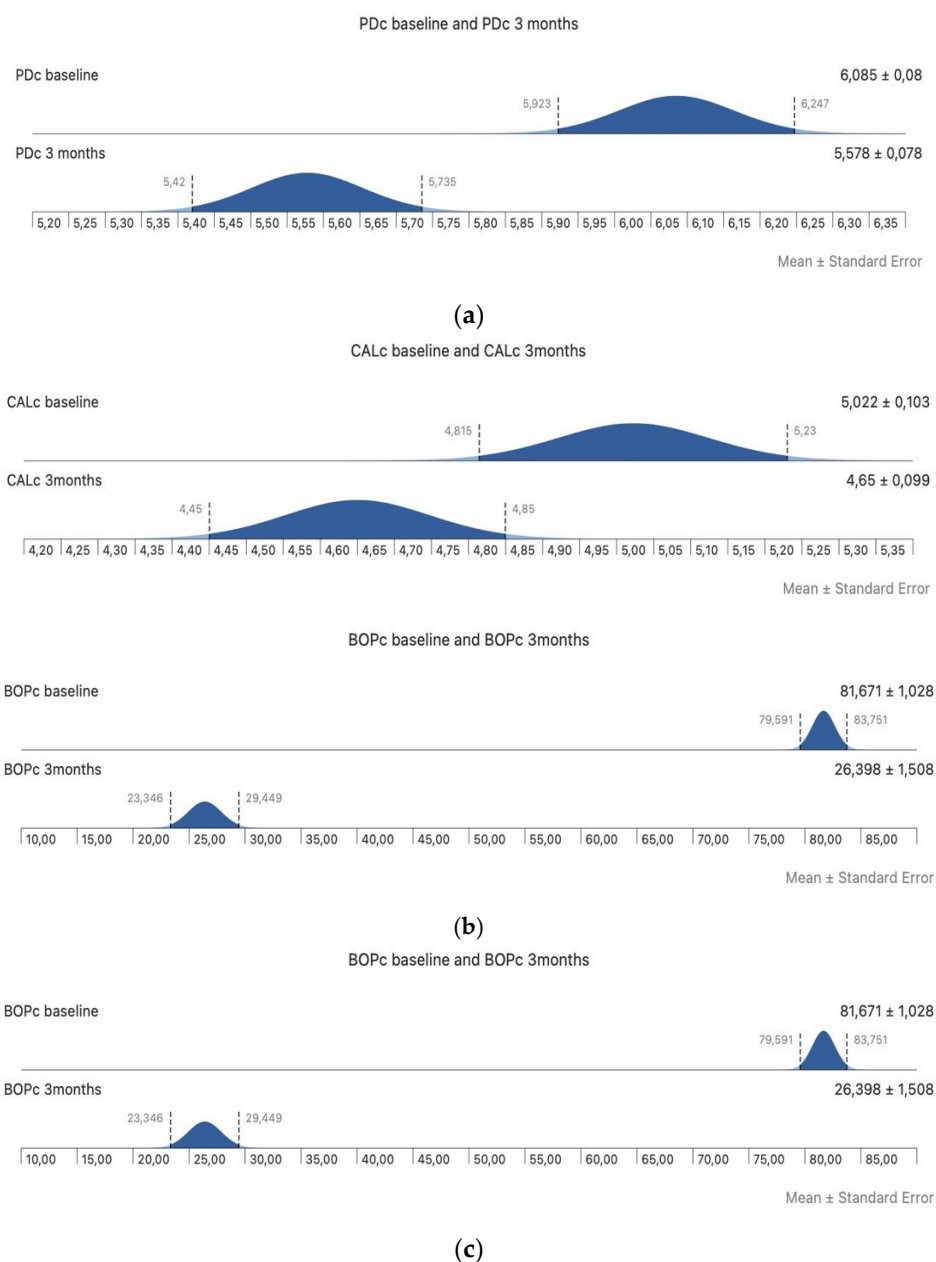 PDc baseline and PDc 3 months
PDc baseline 6,085 ± 0,08
5,923 6,247
PDc 3 months 5,578 ± 0,078
5,42 5,735
5,20 5,25 5,30 5,35 5,40 5,45 5,50 5,55 5,60 5,65 5,70 5,75 5,80 5,85 5,90 5,95 6,00 6,05 6,10 6,15 6,20 6,25 6,30 6,35
Mean ± Standard Error
(a)
CALc baseline and CALc 3months
CALc baseline 5,022 ± 0,103
4,815 5,23
CALc 3months 4,65 ± 0,099
4,45 4,85
4,20 4,25 4,30 4,35 4,40 4,45 4,50 4,55 4,65 4,70 4,75 4,80 4,85 4,90 4,95 5,00 5,05 5,10 5,15 5,20 5,25 5,30 5,35
Mean ± Standard Error
BOPc baseline and BOPc 3months
BOPc baseline 81,671 ± 1,028
79,591 83,751
BOPc 3months 26,398 ± 1,508
23,346 29,449
10,00 15,00 20,00 25,00 30,00 35,00 40,00 45,00 50,00 55,00 60,00 65,00 70,00 75,00 80,00 85,00
Mean ± Standard Error
(b)
BOPc baseline and BOPc 3months
BOPc baseline 81,671 ± 1,028
79,591 83,751
BOPc 3months 26,398 ± 1,508
23,346 29,449
10,00 15,00 20,00 25,00 30,00 35,00 40,00 45,00 50,00 55,00 60,00 65,00 70,00 75,00 80,00 85,00
Mean ± Standard Error
(c)